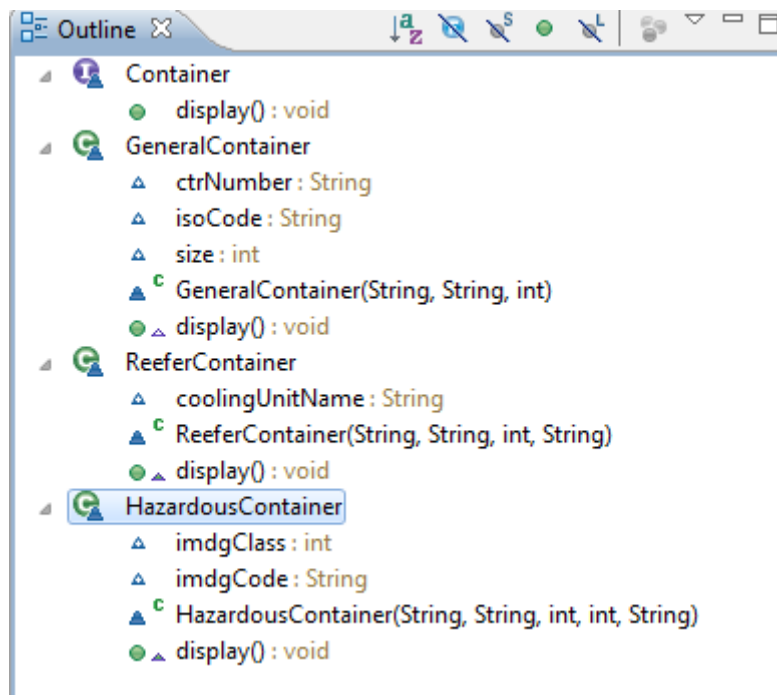 Outline
Container
display() : void
GeneralContainer
ctrNumber : String
isoCode : String
size : int
GeneralContainer(String, String, int)
display() : void
ReeferContainer
coolingUnitName : String
ReeferContainer(String, String, int, String)
display() : void
HazardousContainer
imdgClass : int
imdgCode : String
HazardousContainer(String, String, int, int, String)
display() : void